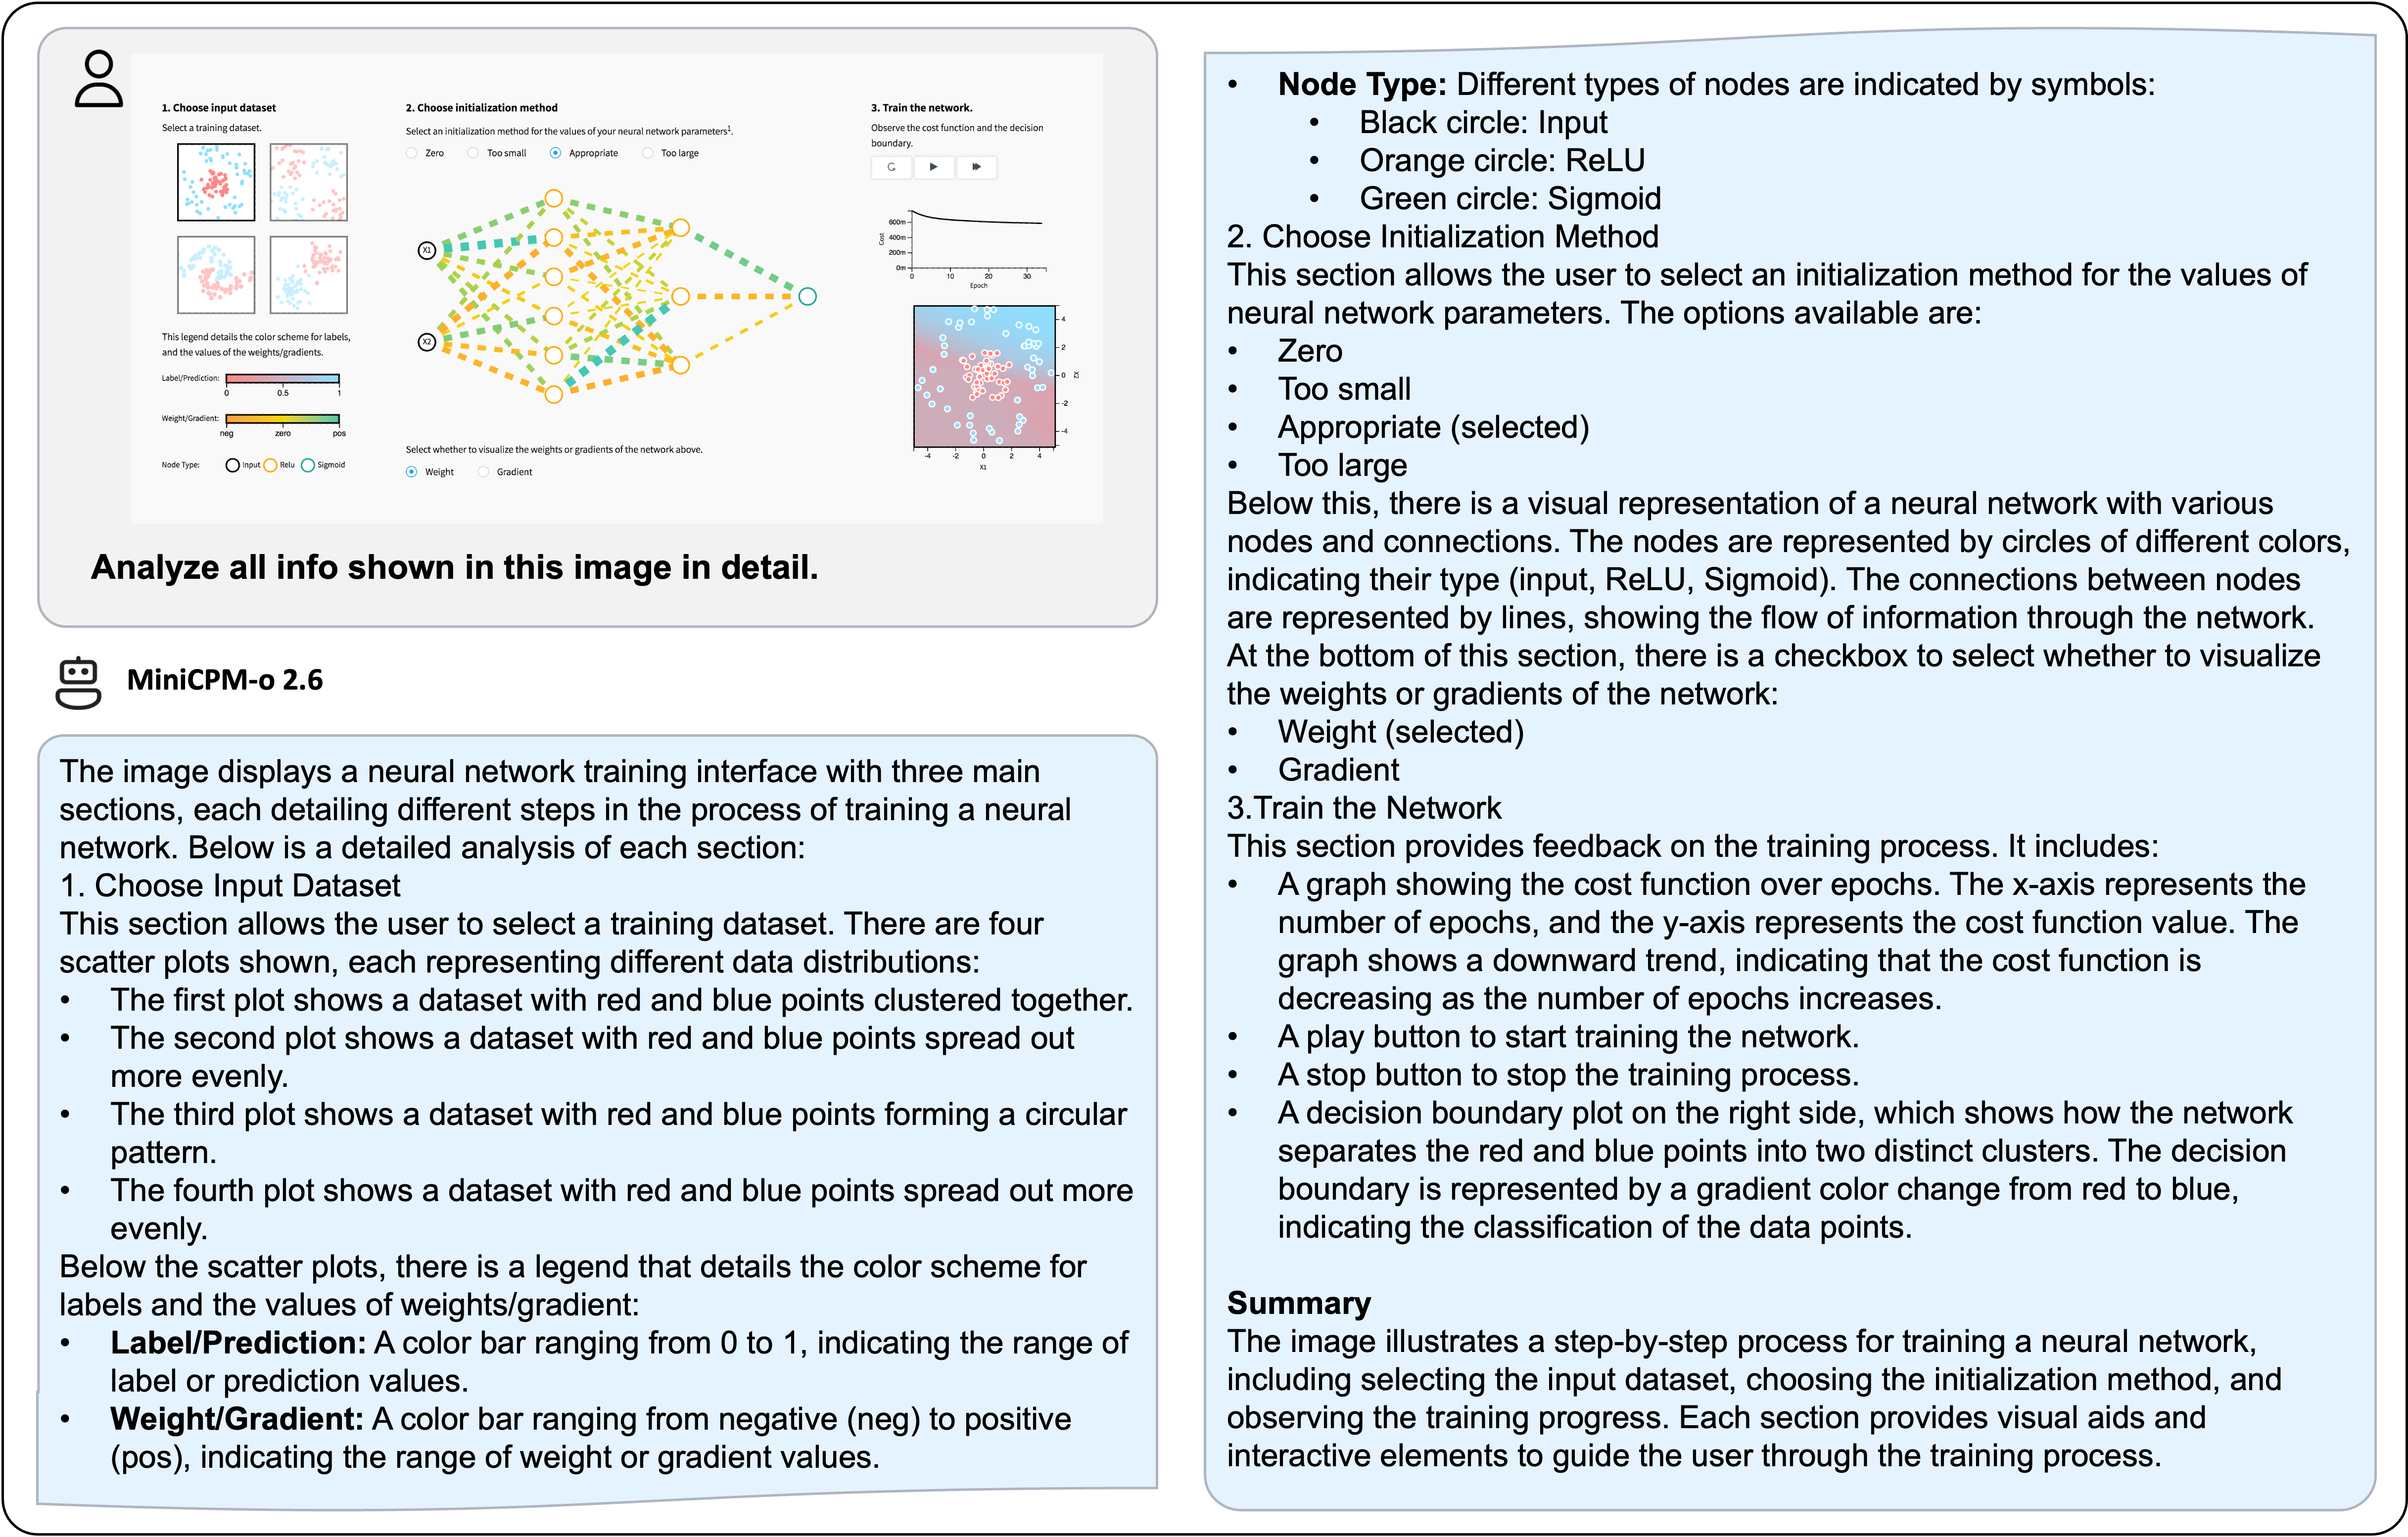 1. Choose input dataset
Select a training dataset.
This legend details the color scheme for labels,
and the values of the weights/gradients.
Label/Prediction:
0 0.5 1
Weight/Gradient:
neg zero pos
Node Type: Input Relu Sigmoid
2. Choose initialization method
Select an initialization method for the values of your neural network parameters¹.
Zero Too small Appropriate Too large
X1
X2
Select whether to visualize the weights or gradients of the network above.
Weight Gradient
3. Train the network.
Observe the cost function and the decision
boundary.
600m
400m
200m
0m
Cost
0 10 20 30
Epoch
4
2
0
-2
-4
X2
-4 -2 0 2 4
X1
Analyze all info shown in this image in detail.
MiniCPM-o 2.6
The image displays a neural network training interface with three main
sections, each detailing different steps in the process of training a neural
network. Below is a detailed analysis of each section:
1. Choose Input Dataset
This section allows the user to select a training dataset. There are four
scatter plots shown, each representing different data distributions:
• The first plot shows a dataset with red and blue points clustered together.
• The second plot shows a dataset with red and blue points spread out
more evenly.
• The third plot shows a dataset with red and blue points forming a circular
pattern.
• The fourth plot shows a dataset with red and blue points spread out more
evenly.
Below the scatter plots, there is a legend that details the color scheme for
labels and the values of weights/gradient:
• Label/Prediction: A color bar ranging from 0 to 1, indicating the range of
label or prediction values.
• Weight/Gradient: A color bar ranging from negative (neg) to positive
(pos), indicating the range of weight or gradient values.
• Node Type: Different types of nodes are indicated by symbols:
• Black circle: Input
• Orange circle: ReLU
• Green circle: Sigmoid
2. Choose Initialization Method
This section allows the user to select an initialization method for the values of
neural network parameters. The options available are:
• Zero
• Too small
• Appropriate (selected)
• Too large
Below this, there is a visual representation of a neural network with various
nodes and connections. The nodes are represented by circles of different colors,
indicating their type (input, ReLU, Sigmoid). The connections between nodes
are represented by lines, showing the flow of information through the network.
At the bottom of this section, there is a checkbox to select whether to visualize
the weights or gradients of the network:
• Weight (selected)
• Gradient
3.Train the Network
This section provides feedback on the training process. It includes:
• A graph showing the cost function over epochs. The x-axis represents the
number of epochs, and the y-axis represents the cost function value. The
graph shows a downward trend, indicating that the cost function is
decreasing as the number of epochs increases.
• A play button to start training the network.
• A stop button to stop the training process.
• A decision boundary plot on the right side, which shows how the network
separates the red and blue points into two distinct clusters. The decision
boundary is represented by a gradient color change from red to blue,
indicating the classification of the data points.
Summary
The image illustrates a step-by-step process for training a neural network,
including selecting the input dataset, choosing the initialization method, and
observing the training progress. Each section provides visual aids and
interactive elements to guide the user through the training process.